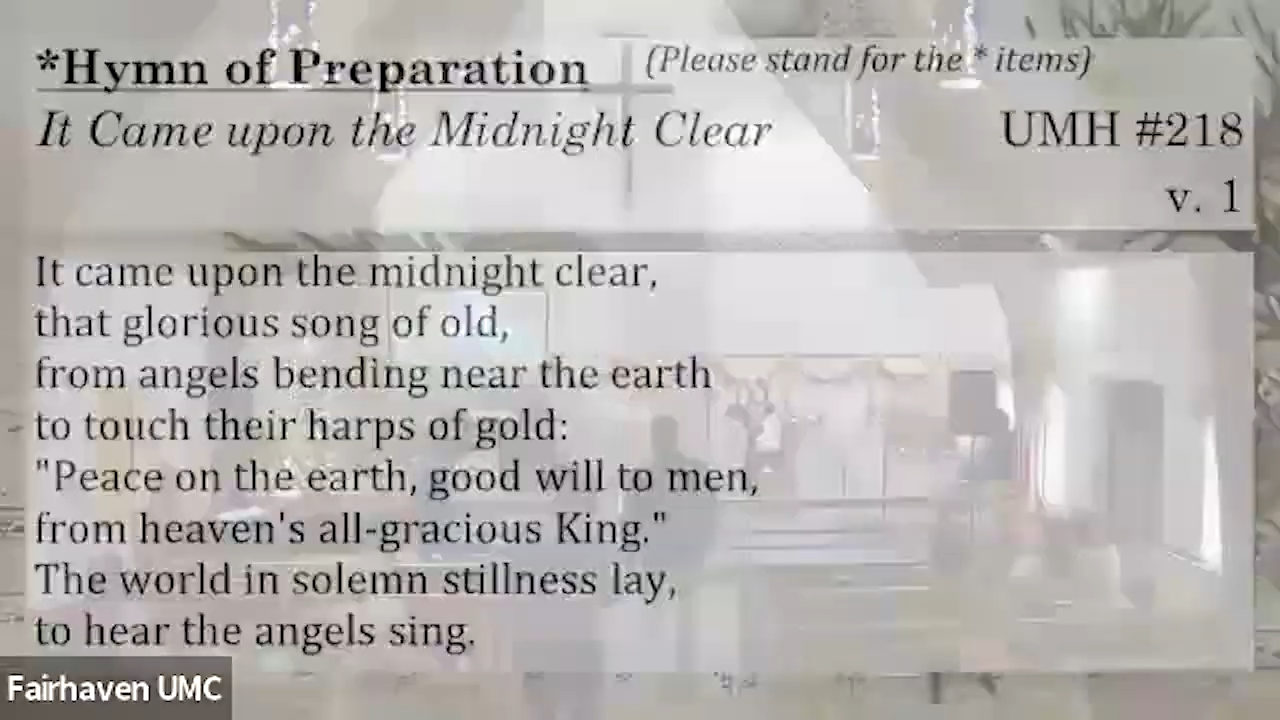 *Hymn of Preparation (Please stand for the * items)
It Came upon the Midnight Clear UMH #218
v. 1
It came upon the midnight clear,
that glorious song of old,
from angels bending near the earth
to touch their harps of gold:
"Peace on the earth, good will to men,
from heaven's all-gracious King."
The world in solemn stillness lay,
to hear the angels sing.
Fairhaven UMC